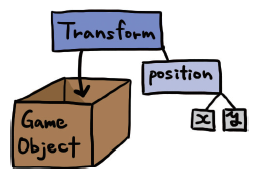 Transform
position
x
y
Game
Object